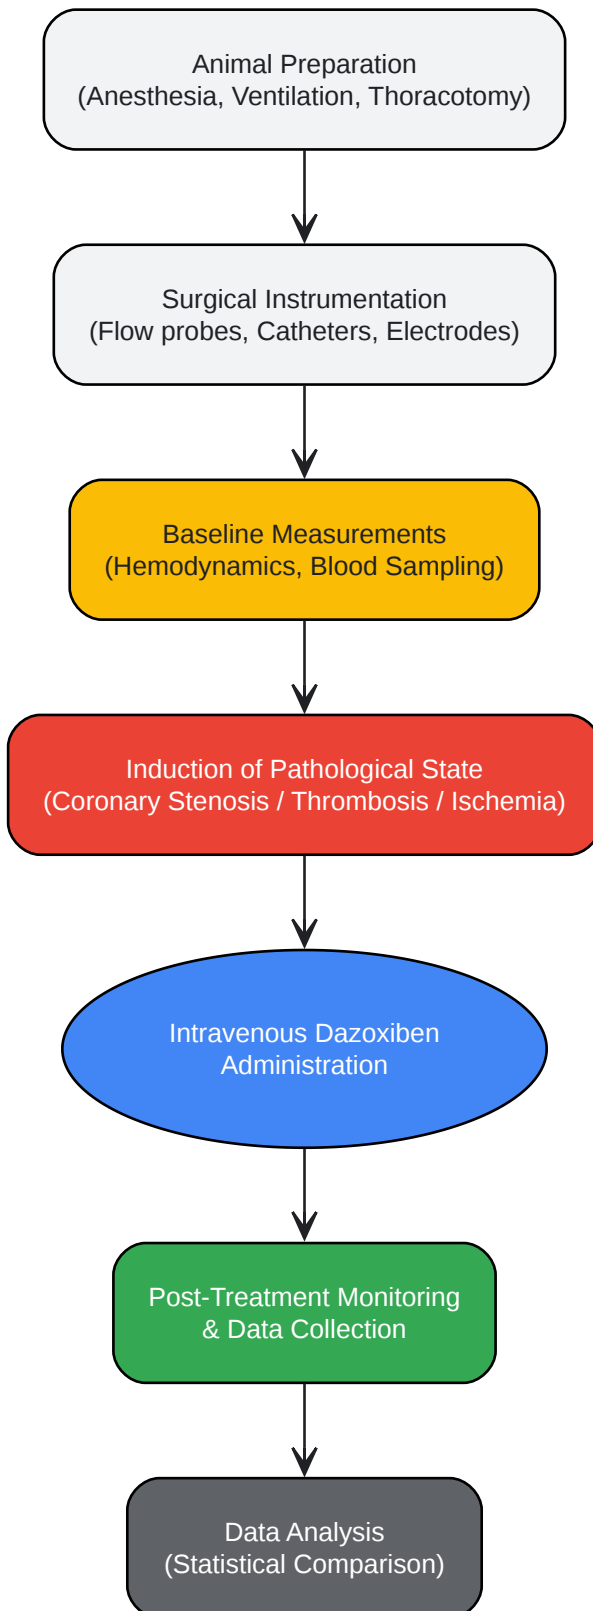 Animal Preparation
(Anesthesia, Ventilation, Thoracotomy)
Surgical Instrumentation
(Flow probes, Catheters, Electrodes)
Baseline Measurements
(Hemodynamics, Blood Sampling)
Induction of Pathological State
(Coronary Stenosis / Thrombosis / Ischemia)
Intravenous Dazoxiben
Administration
Post-Treatment Monitoring
& Data Collection
Data Analysis
(Statistical Comparison)